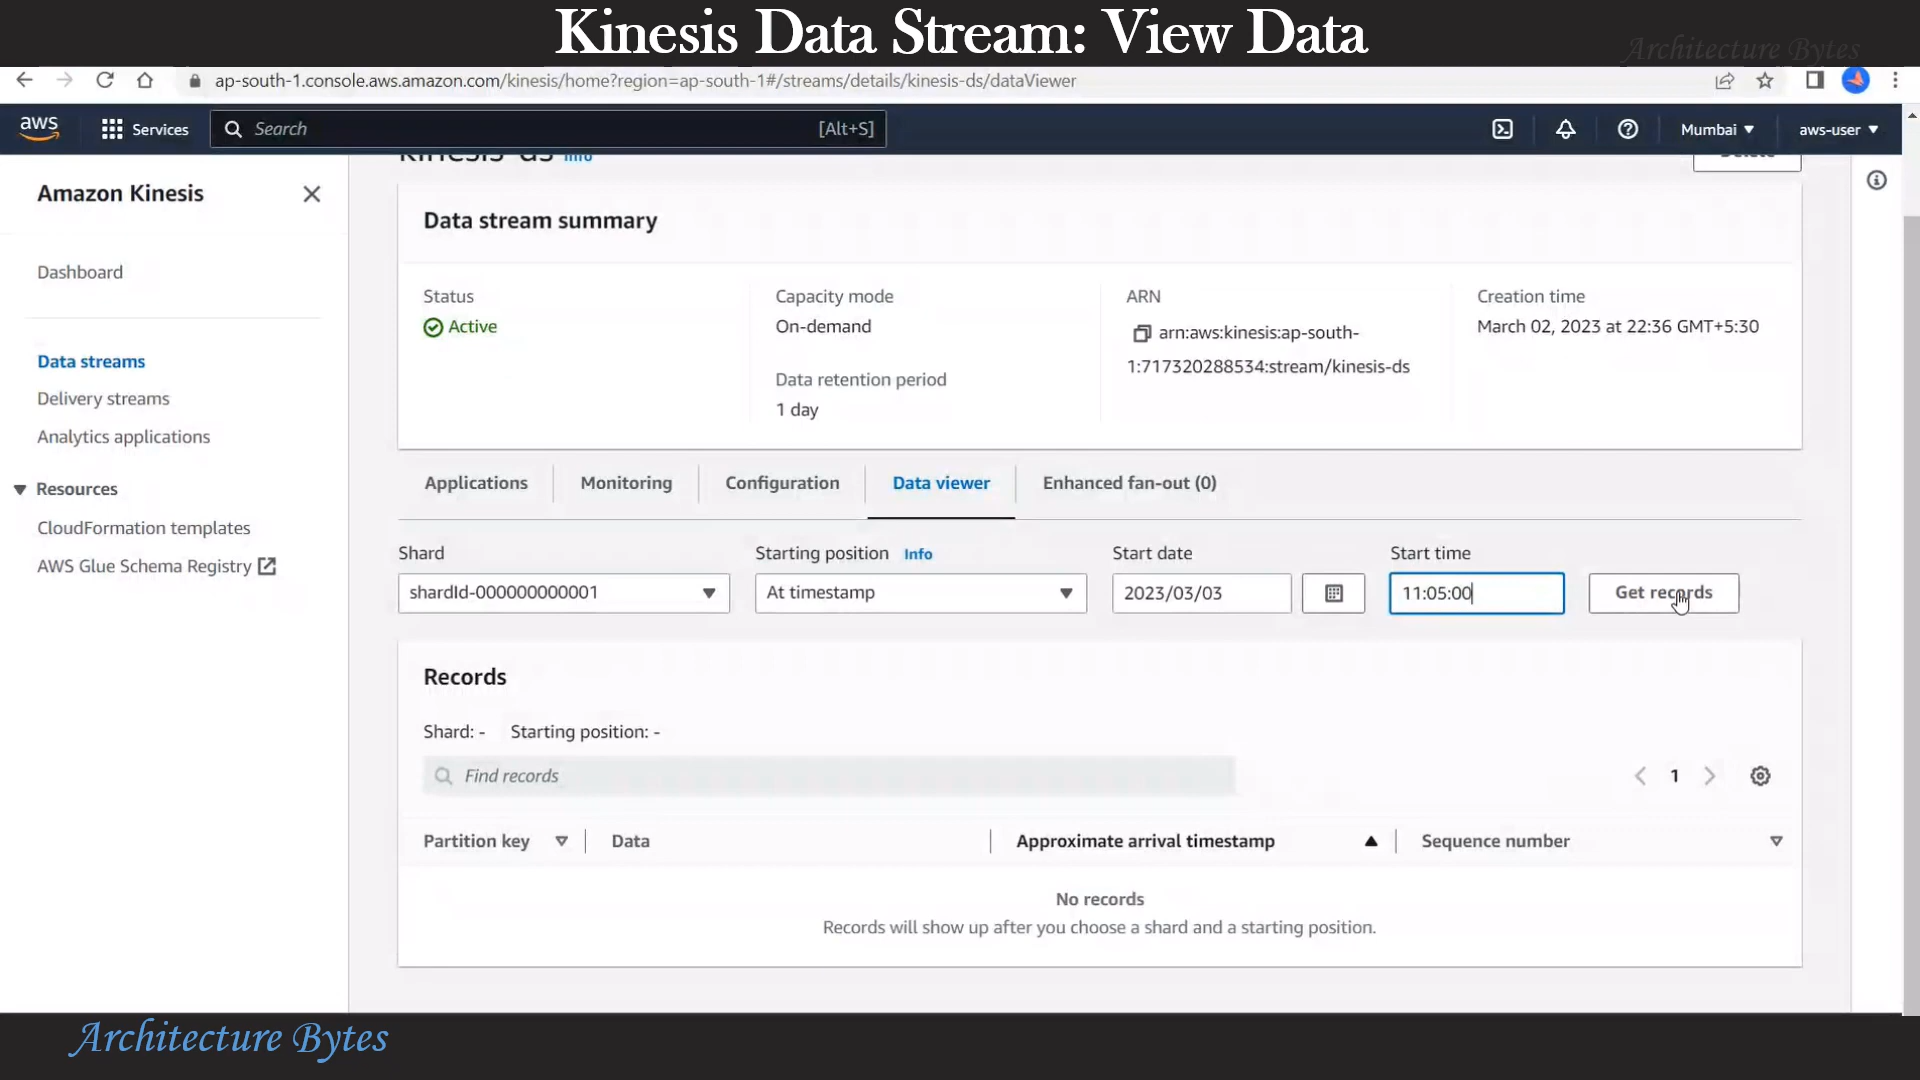 Kinesis Data Stream: View Data
Architecture Bytes
ap-south-1.console.aws.amazon.com/kinesis/home?region=ap-south-1#/streams/details/kinesis-ds/dataViewer
aws
Services
Search
[Alt+S]
Mumbai
aws-user
kinesis-ds Info
Delete
Amazon Kinesis
Dashboard
Data streams
Delivery streams
Analytics applications
Resources
CloudFormation templates
AWS Glue Schema Registry
Data stream summary
Status
Active
Capacity mode
On-demand
Data retention period
1 day
ARN
arn:aws:kinesis:ap-south-
1:717320288534:stream/kinesis-ds
Creation time
March 02, 2023 at 22:36 GMT+5:30
Applications
Monitoring
Configuration
Data viewer
Enhanced fan-out (0)
Shard
shardId-000000000001
Starting position Info
At timestamp
Start date
2023/03/03
Start time
11:05:00
Get records
Records
Shard: - Starting position: -
Find records
1
Partition key
Data
Approximate arrival timestamp
Sequence number
No records
Records will show up after you choose a shard and a starting position.
Architecture Bytes